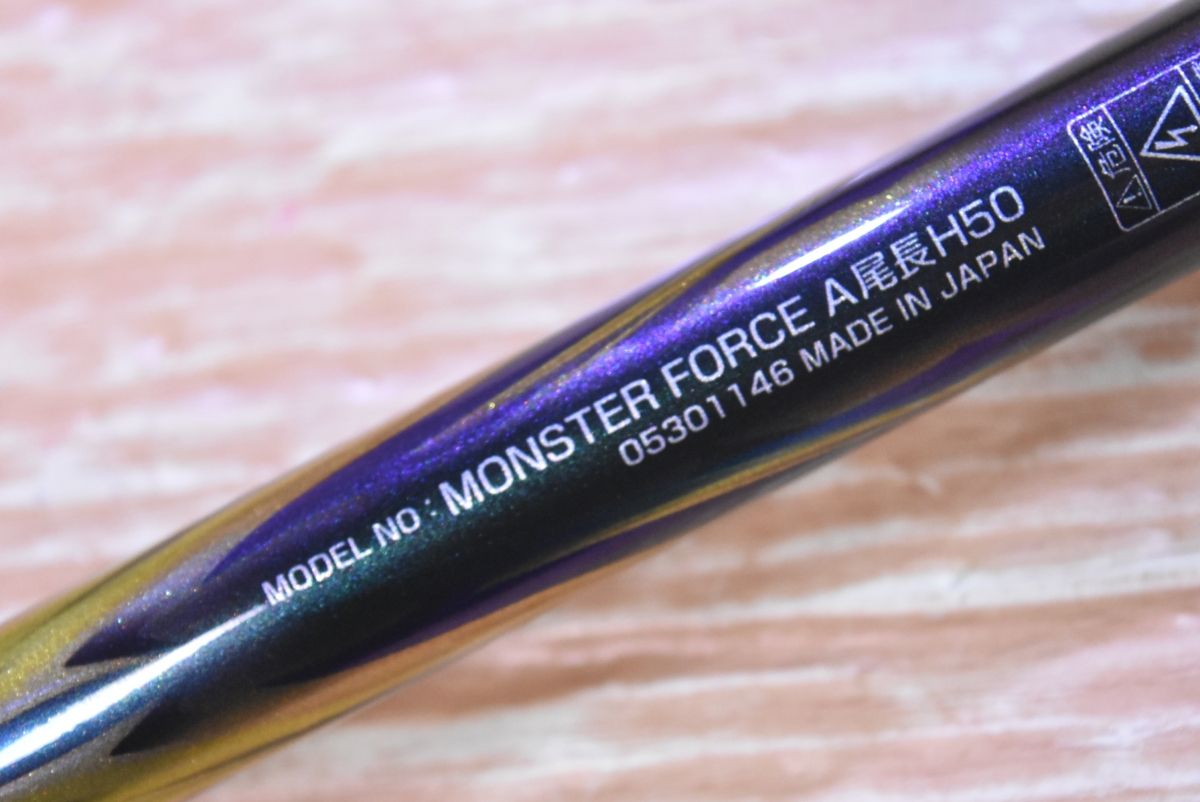 MODEL NO : MONSTER FORCE A尾長H50
05301146 MADE IN JAPAN
⚠危険